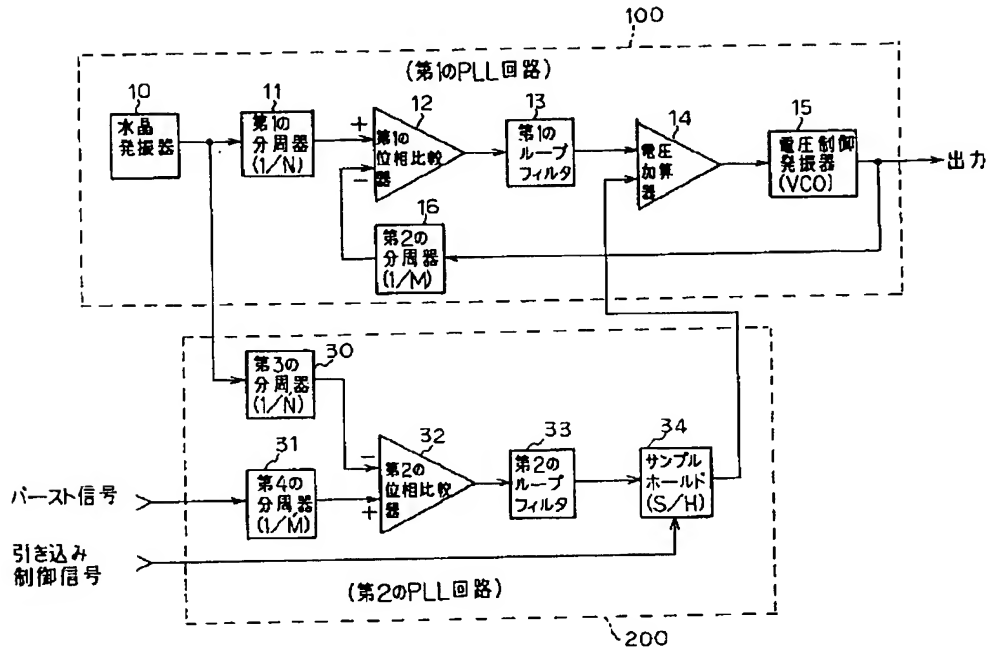 100
(第1のPLL回路)
10
水晶
発振器
11
第1の
分周器
(1/N)
12
+
第1の
位相比較
器
−
13
第1の
ループ
フィルタ
14
電圧
加算
器
15
電圧制御
発振器
(VCO)
出力
16
第2の
分周器
(1/M)
30
第3の
分周器
(1/N)
31
第4の
分周器
(1/M)
32
−
第2の
位相比較
器
+
33
第2の
ループ
フィルタ
34
サンプル
ホールド
(S/H)
バースト信号
引き込み
制御信号
(第2のPLL回路)
200